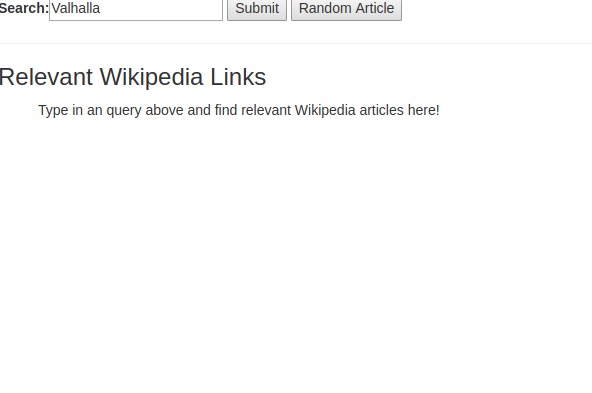 Search: Valhalla Submit Random Article
Relevant Wikipedia Links
Type in an query above and find relevant Wikipedia articles here!